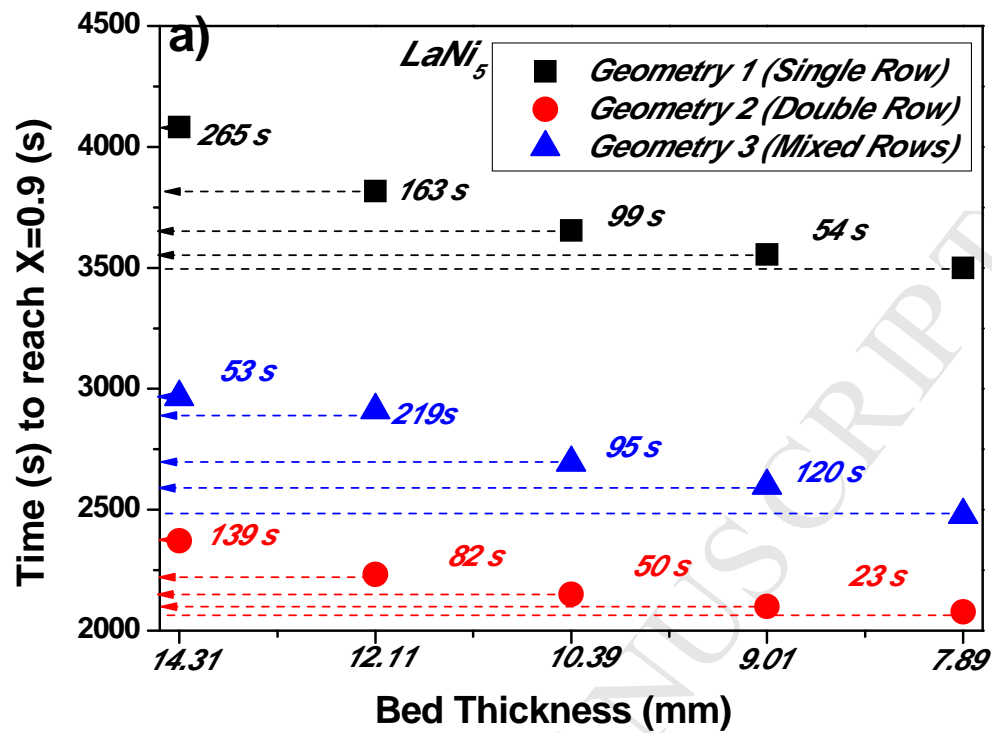 a)
LaNi5
Geometry 1 (Single Row)
Geometry 2 (Double Row)
Geometry 3 (Mixed Rows)
4500
4000
3500
3000
2500
2000
Time (s) to reach X=0.9 (s)
265 s
163 s
99 s
54 s
53 s
219s
95 s
120 s
139 s
82 s
50 s
23 s
14.31
12.11
10.39
9.01
7.89
Bed Thickness (mm)
NUSCRIPT